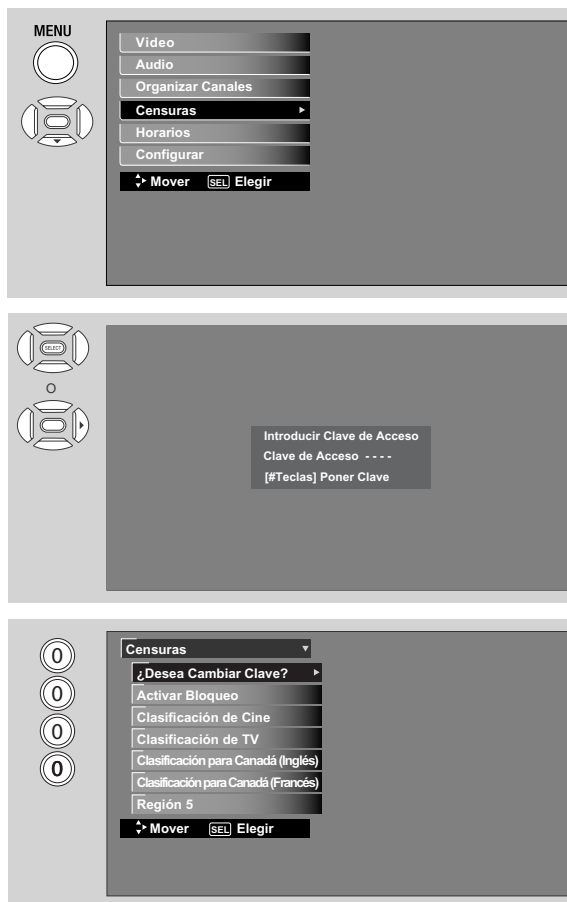 MENU
Video
Audio
Organizar Canales
Censuras
Horarios
Configurar
Mover SEL Elegir
SELECT
O
Introducir Clave de Acceso
Clave de Acceso - - - -
[#Teclas] Poner Clave
0
0
0
0
Censuras
¿Desea Cambiar Clave?
Activar Bloqueo
Clasificación de Cine
Clasificación de TV
Clasificación para Canadá (Inglés)
Clasificación para Canadá (Francés)
Región 5
Mover SEL Elegir